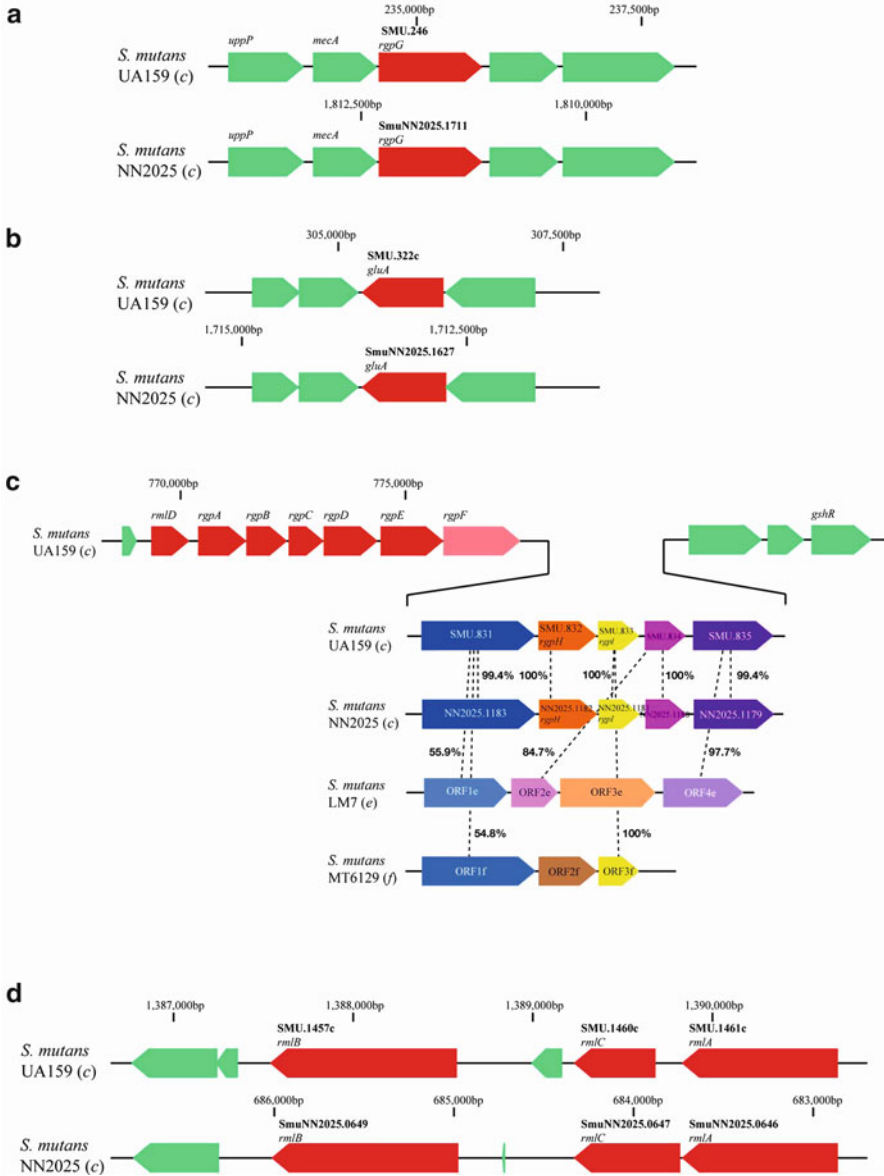 a
235,000bp 237,500bp
SMU.246
uppP mecA rgpG
S. mutans
UA159 (c)
1,812,500bp 1,810,000bp
SmuNN2025.1711
uppP mecA rgpG
S. mutans
NN2025 (c)
b
305,000bp 307,500bp
SMU.322c
gluA
S. mutans
UA159 (c)
1,715,000bp 1,712,500bp
SmuNN2025.1627
gluA
S. mutans
NN2025 (c)
c
770,000bp 775,000bp
rmlD rgpA rgpB rgpC rgpD rgpE rgpF gshR
S. mutans
UA159 (c)
S. mutans
UA159 (c)
SMU.831 SMU.832 SMU.833 SMU.834 SMU.835
rgpH rgpI
99.4% 100% 100% 100% 99.4%
S. mutans
NN2025 (c)
NN2025.1183 NN2025.1182 NN2025.1181 NN2025.1179
rgpH rgpI
55.9% 84.7% 97.7%
S. mutans
LM7 (e)
ORF1e ORF2e ORF3e ORF4e
54.8% 100%
S. mutans
MT6129 (f)
ORF1f ORF2f ORF3f
d
1,387,000bp 1,388,000bp 1,389,000bp 1,390,000bp
SMU.1457c SMU.1460c SMU.1461c
rmlB rmlC rmlA
S. mutans
UA159 (c)
686,000bp 685,000bp 684,000bp 683,000bp
SmuNN2025.0649 SmuNN2025.0647 SmuNN2025.0646
rmlB rmlC rmlA
S. mutans
NN2025 (c)